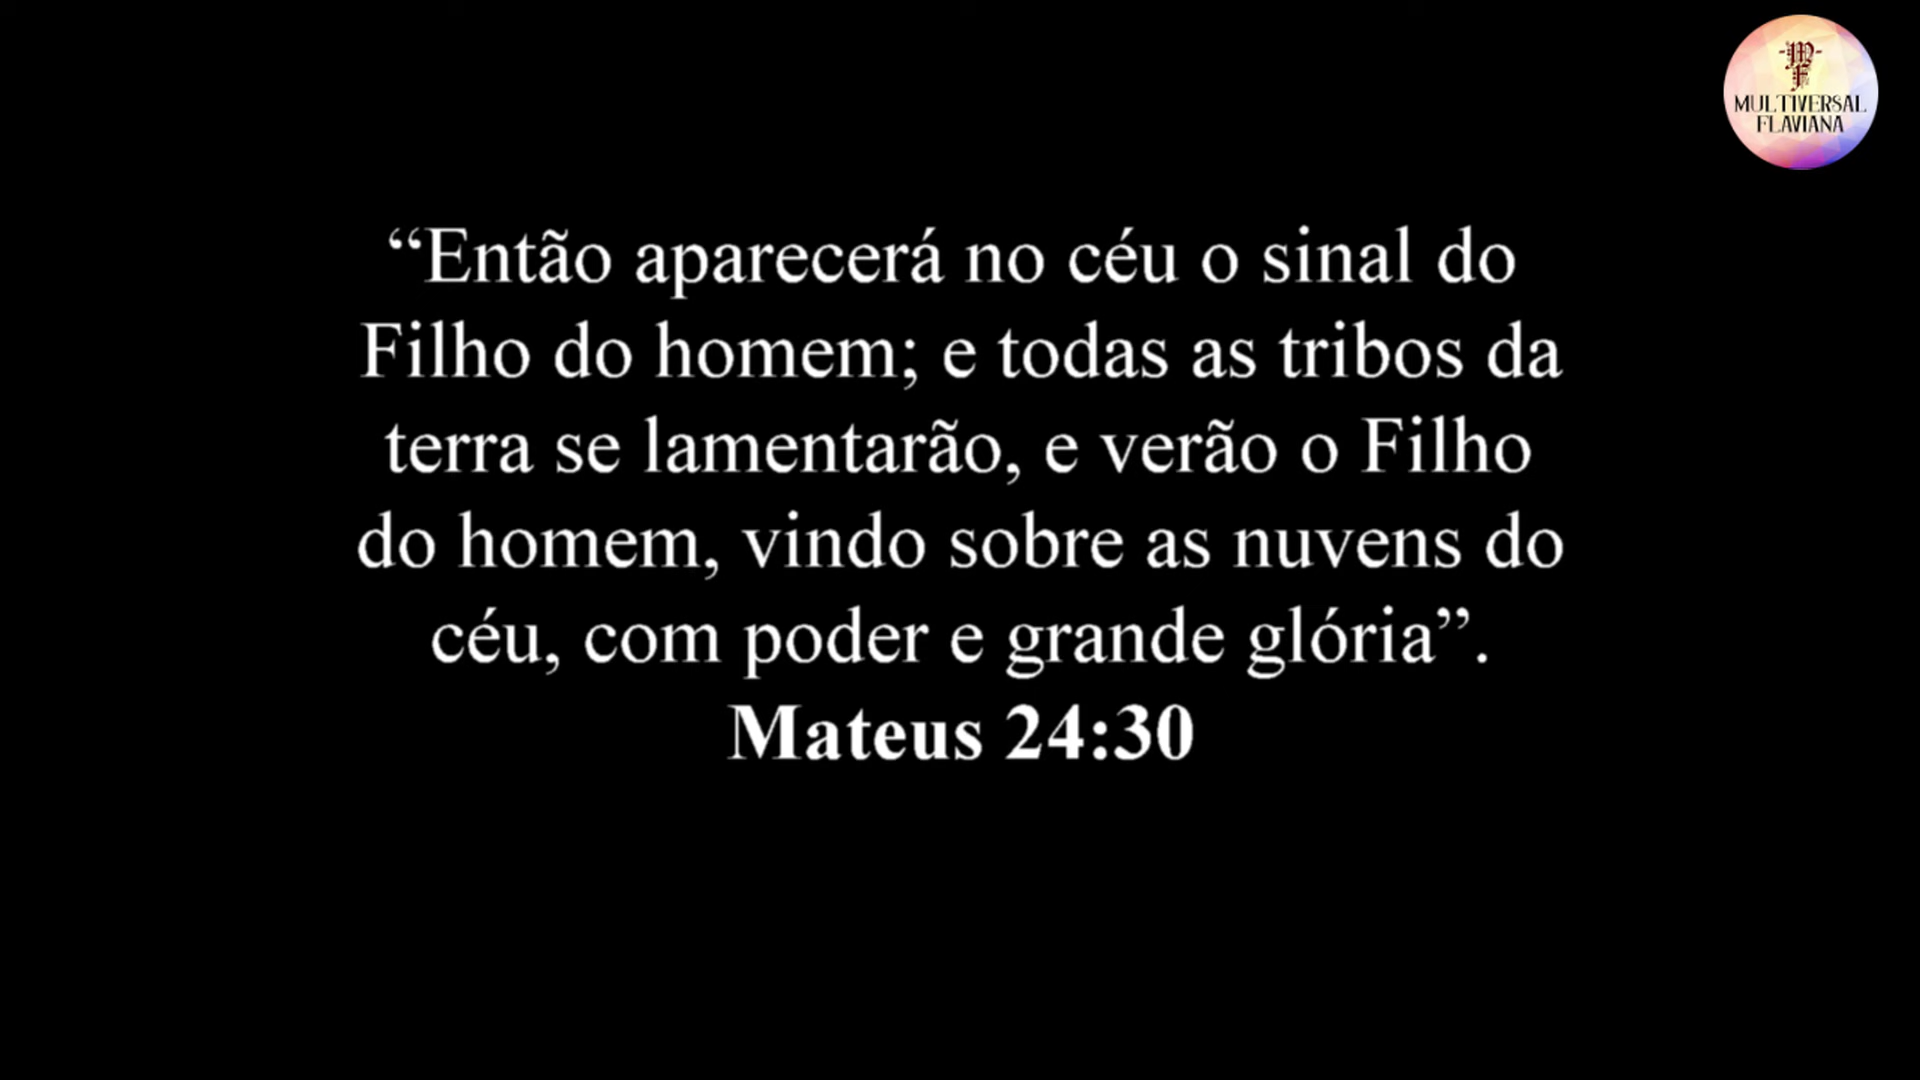 -M-
F
MULTIVERSAL
FLAVIANA
“Então aparecerá no céu o sinal do
Filho do homem; e todas as tribos da
terra se lamentarão, e verão o Filho
do homem, vindo sobre as nuvens do
céu, com poder e grande glória”.
Mateus 24:30